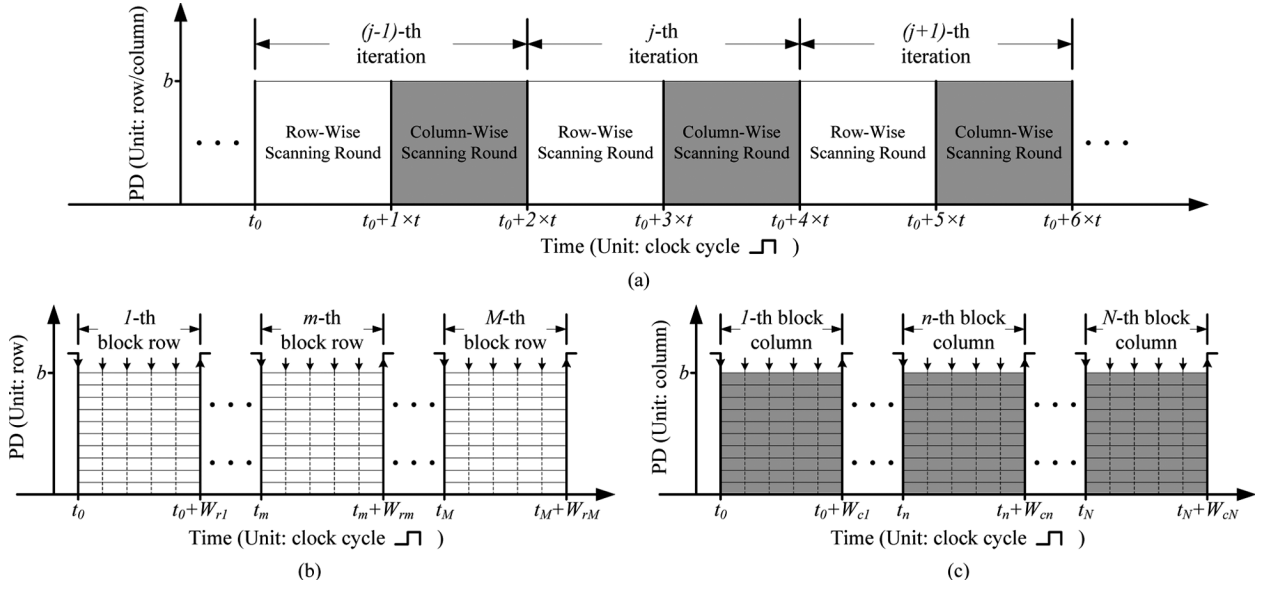 (j-1)-th iteration
j-th iteration
(j+1)-th iteration
PD (Unit: row/column)
b
Row-Wise Scanning Round
Column-Wise Scanning Round
Row-Wise Scanning Round
Column-Wise Scanning Round
Row-Wise Scanning Round
Column-Wise Scanning Round
t0 t0+1×t t0+2×t t0+3×t t0+4×t t0+5×t t0+6×t
Time (Unit: clock cycle )
(a)
1-th block row
m-th block row
M-th block row
PD (Unit: row)
b
t0 t0+Wr1 tm tm+Wrm tM tM+WrM
Time (Unit: clock cycle )
(b)
1-th block column
n-th block column
N-th block column
PD (Unit: column)
b
t0 t0+Wc1 tn tn+Wcn tN tN+WcN
Time (Unit: clock cycle )
(c)